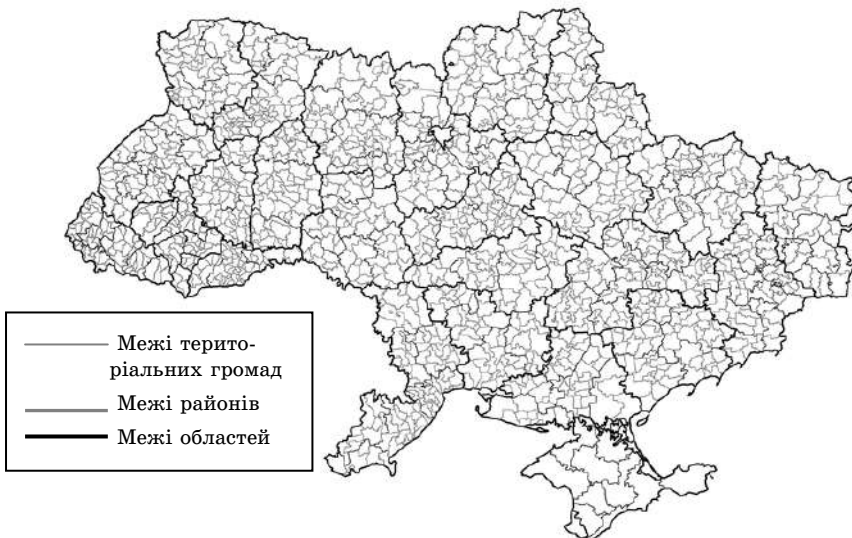 Межі терито-
ріальних громад
Межі районів
Межі областей